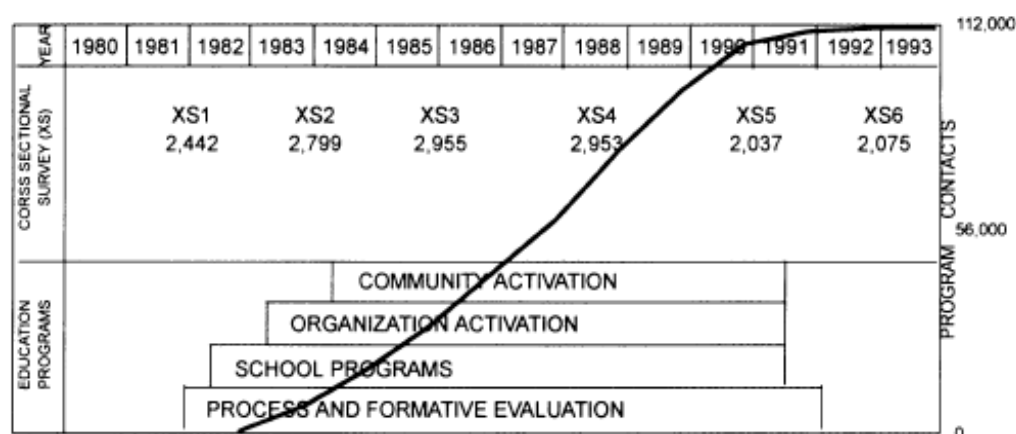 YEAR 1980 1981 1982 1983 1984 1985 1986 1987 1988 1989 1990 1991 1992 1993 112,000
CORSS SECTIONAL
SURVEY (XS)
XS1 XS2 XS3 XS4 XS5 XS6
2,442 2,799 2,955 2,953 2,037 2,075
PROGRAM CONTACTS
56,000
EDUCATION
PROGRAMS
COMMUNITY ACTIVATION
ORGANIZATION ACTIVATION
SCHOOL PROGRAMS
PROCESS AND FORMATIVE EVALUATION
0